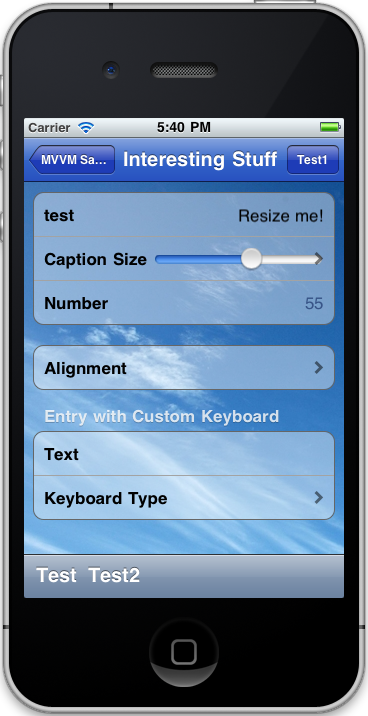 Carrier 5:40 PM
MVVM Sa... Interesting Stuff Test1
test Resize me!
Caption Size
Number 55
Alignment
Entry with Custom Keyboard
Text
Keyboard Type
Test Test2